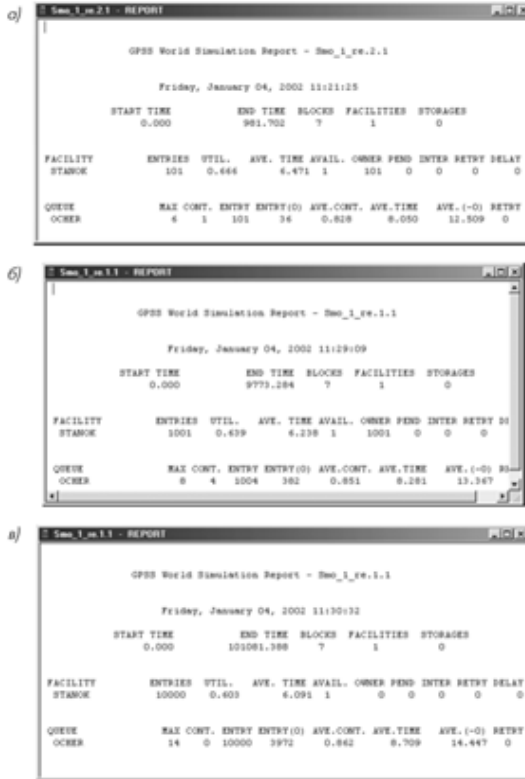 а)
Smo_1_re.2.1 - REPORT
GPSS World Simulation Report - Smo_1_re.2.1
Friday, January 04, 2002 11:21:25
START TIME END TIME BLOCKS FACILITIES STORAGES
0.000 981.702 7 1 0
FACILITY ENTRIES UTIL. AVE. TIME AVAIL. OWNER PEND INTER RETRY DELAY
STANOK 101 0.666 6.471 1 101 0 0 0 0
QUEUE MAX CONT. ENTRY ENTRY(0) AVE.CONT. AVE.TIME AVE.(-0) RETRY
OCHER 6 1 101 36 0.828 8.050 12.509 0
б)
Smo_1_re.1.1 - REPORT
GPSS World Simulation Report - Smo_1_re.1.1
Friday, January 04, 2002 11:29:09
START TIME END TIME BLOCKS FACILITIES STORAGES
0.000 9773.284 7 1 0
FACILITY ENTRIES UTIL. AVE. TIME AVAIL. OWNER PEND INTER RETRY
STANOK 1001 0.639 6.238 1 1001 0 0 0
QUEUE MAX CONT. ENTRY ENTRY(0) AVE.CONT. AVE.TIME AVE.(-0)
OCHER 8 4 1004 382 0.851 8.281 13.367
в)
Smo_1_re.1.1 - REPORT
GPSS World Simulation Report - Smo_1_re.1.1
Friday, January 04, 2002 11:30:32
START TIME END TIME BLOCKS FACILITIES STORAGES
0.000 101081.388 7 1 0
FACILITY ENTRIES UTIL. AVE. TIME AVAIL. OWNER PEND INTER RETRY DELAY
STANOK 10000 0.603 6.091 1 0 0 0 0 0
QUEUE MAX CONT. ENTRY ENTRY(0) AVE.CONT. AVE.TIME AVE.(-0) RETRY
OCHER 14 0 10000 3972 0.862 8.709 14.447 0